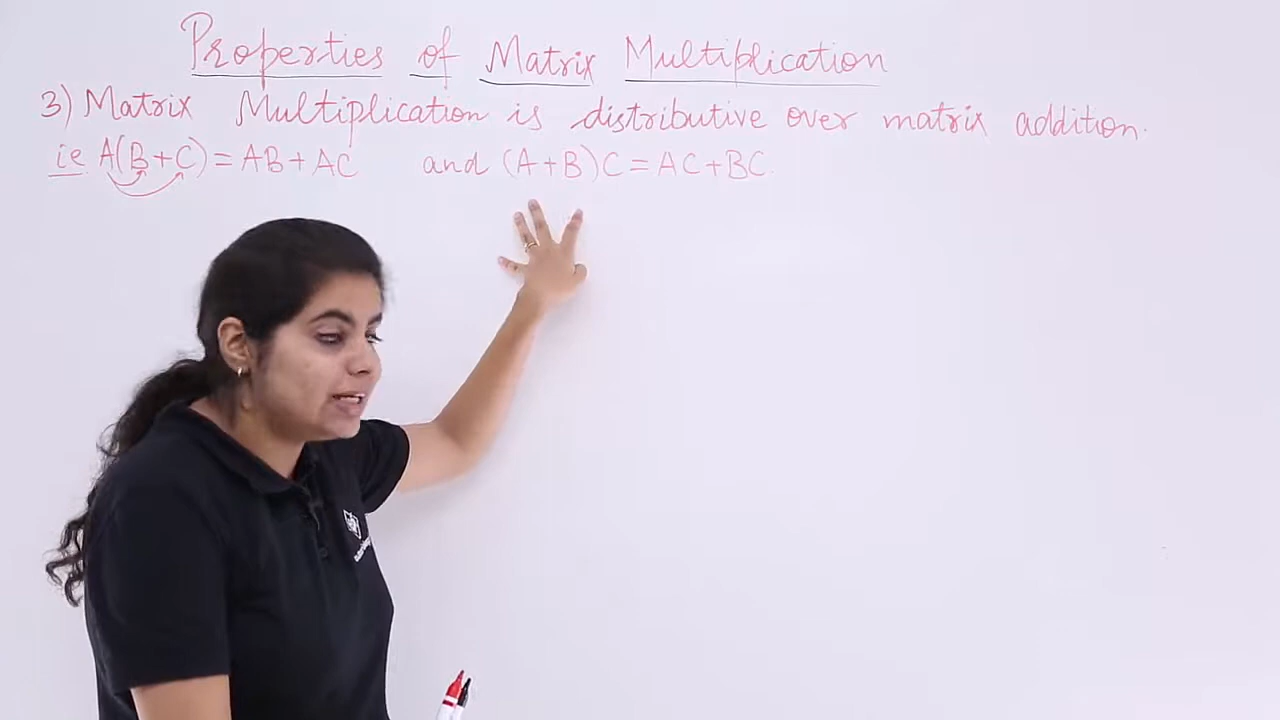 Properties of Matrix Multiplication
3) Matrix Multiplication is distributive over matrix addition.
ie A(B+C)=AB+AC and (A+B)C=AC+BC.